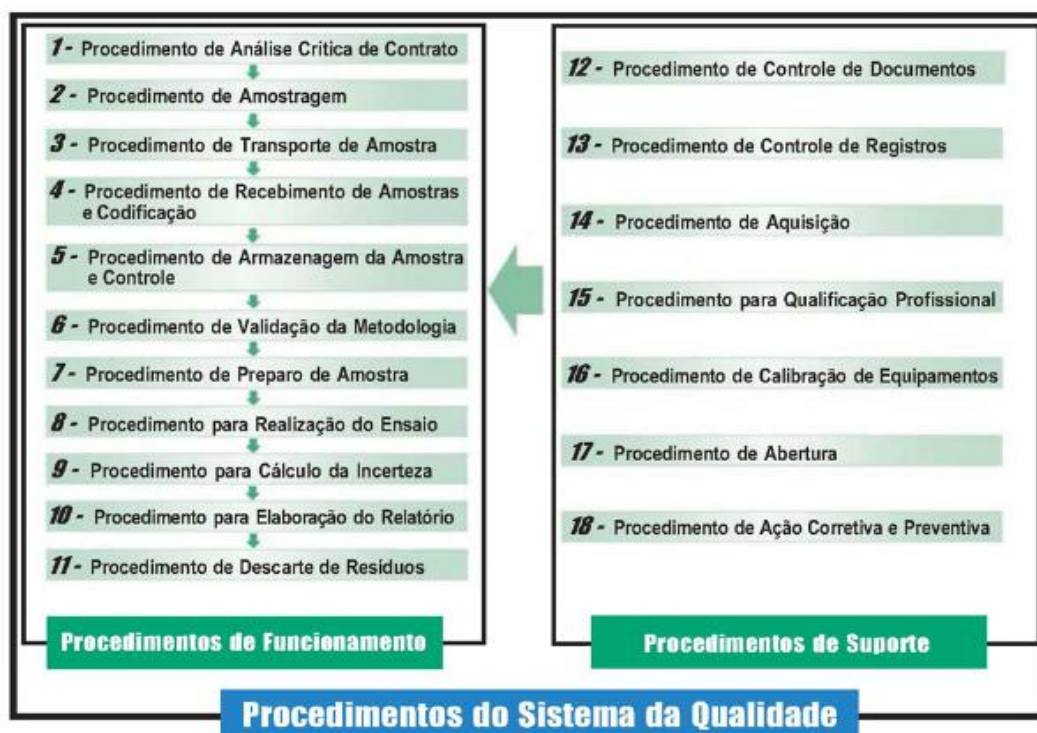 1- Procedimento de Análise Crítica de Contrato
2- Procedimento de Amostragem
3- Procedimento de Transporte de Amostra
4- Procedimento de Recebimento de Amostras
e Codificação
5- Procedimento de Armazenagem da Amostra
e Controle
6- Procedimento de Validação da Metodologia
7- Procedimento de Preparo de Amostra
8- Procedimento para Realização do Ensaio
9- Procedimento para Cálculo da Incerteza
10- Procedimento para Elaboração do Relatório
11- Procedimento de Descarte de Resíduos
Procedimentos de Funcionamento
12- Procedimento de Controle de Documentos
13- Procedimento de Controle de Registros
14- Procedimento de Aquisição
15- Procedimento para Qualificação Profissional
16- Procedimento de Calibração de Equipamentos
17- Procedimento de Abertura
18- Procedimento de Ação Corretiva e Preventiva
Procedimentos de Suporte
Procedimentos do Sistema da Qualidade